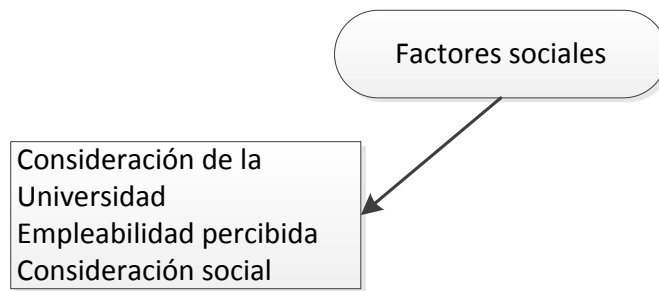 Factores sociales
Consideración de la
Universidad
Empleabilidad percibida
Consideración social